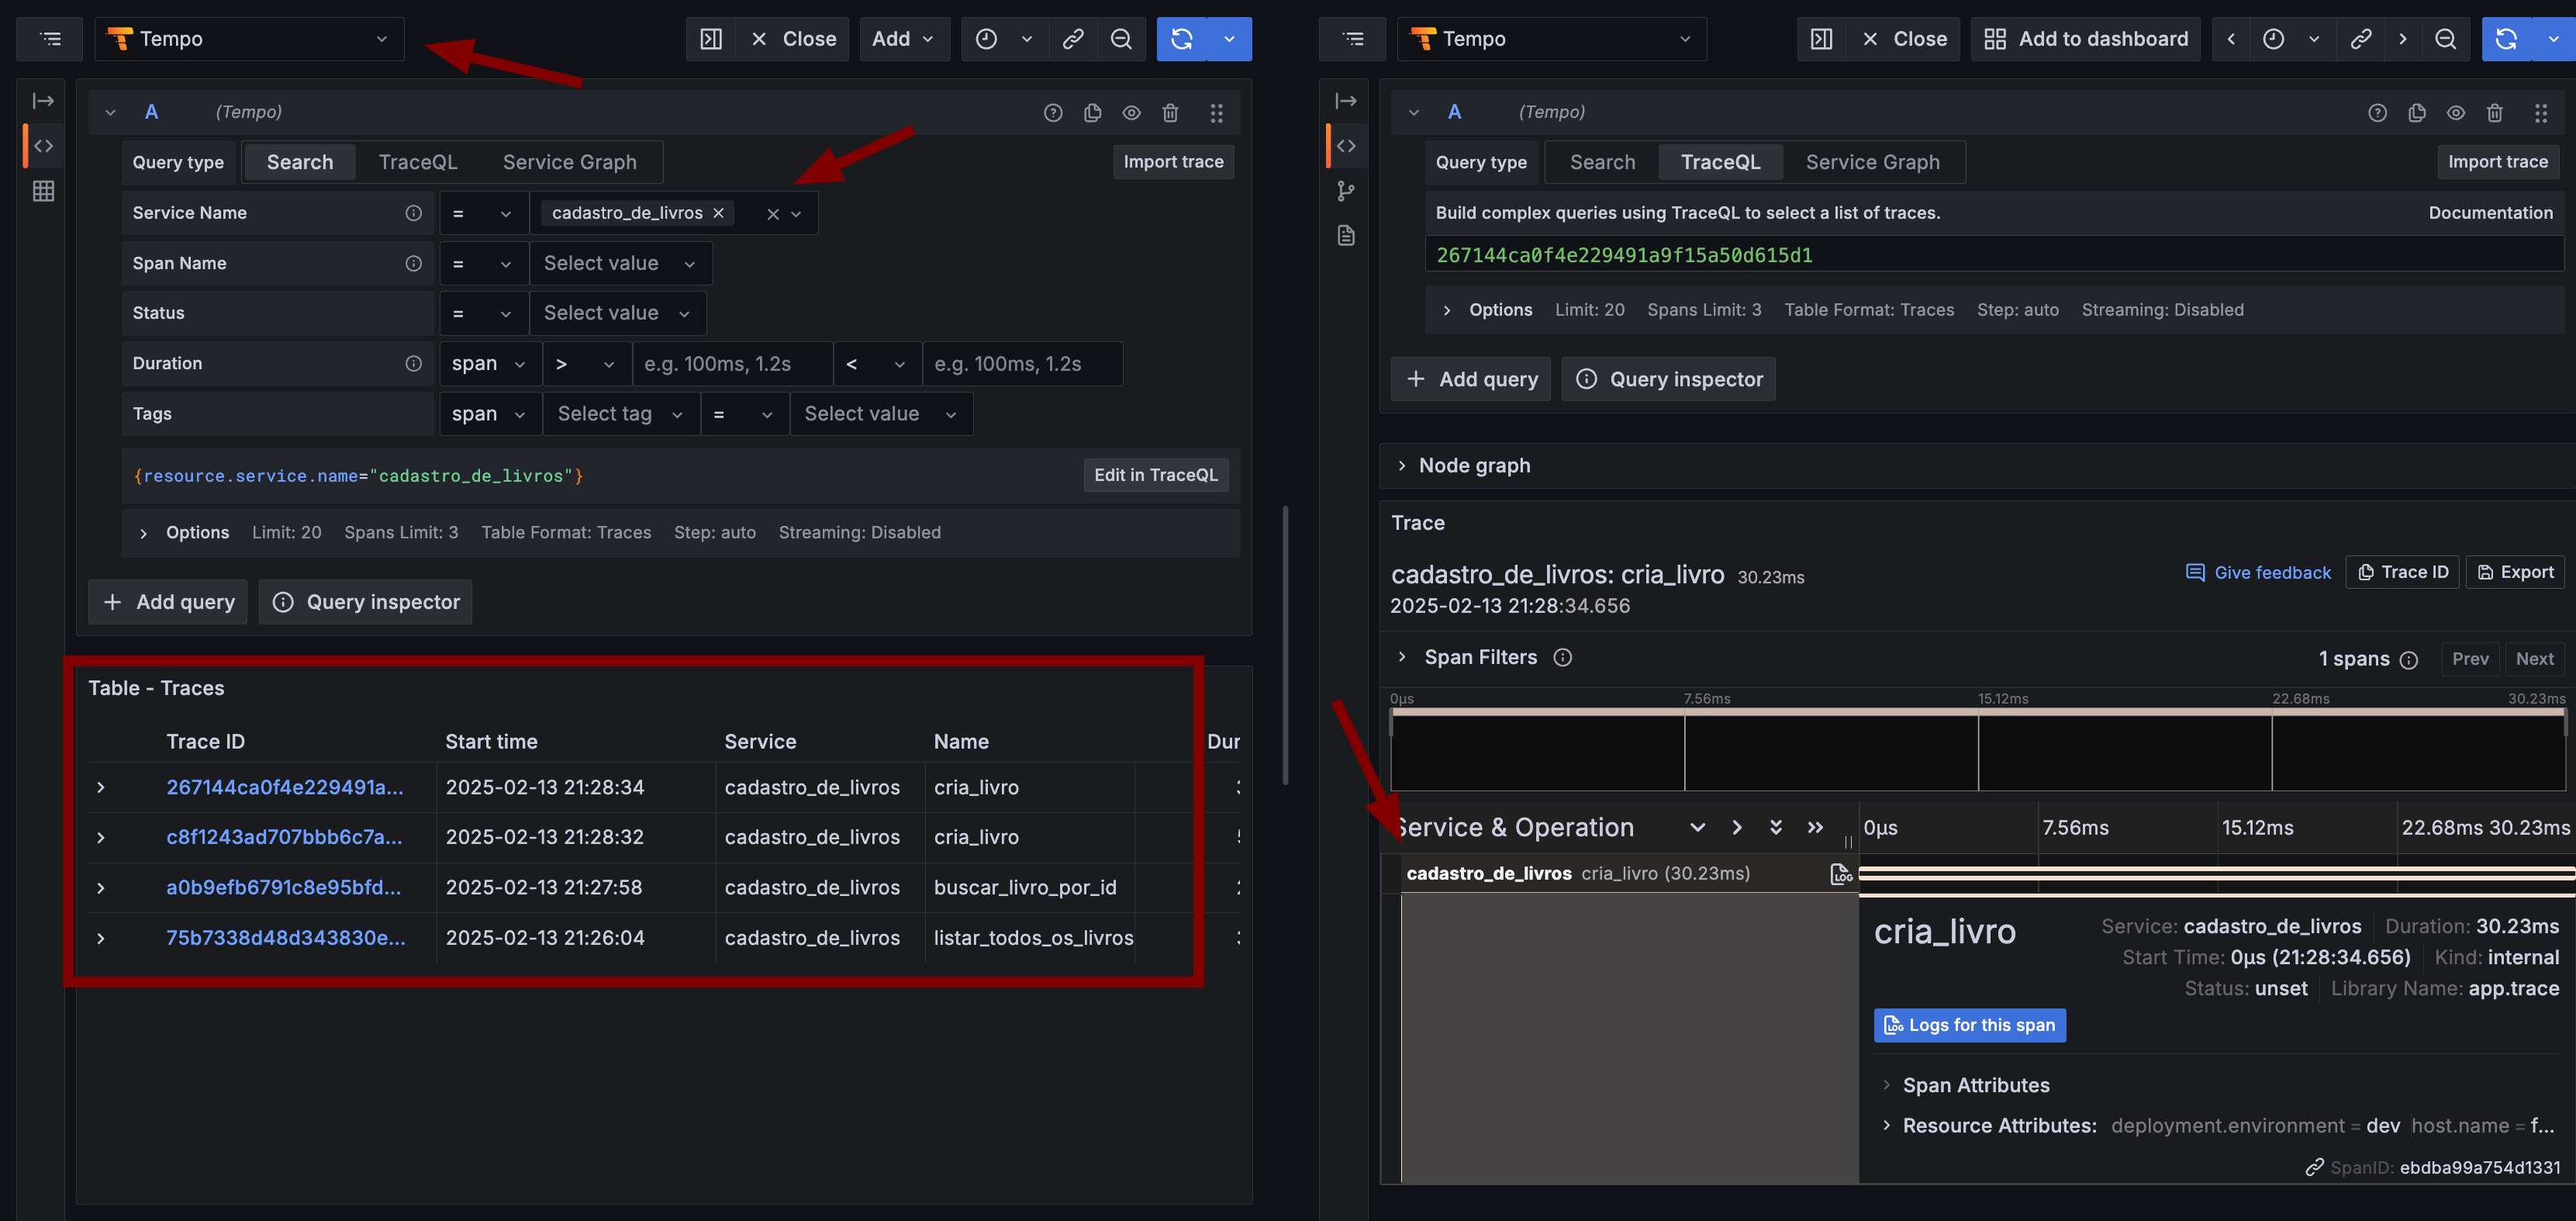 Tempo
Close
Add
A (Tempo)
Query type Search TraceQL Service Graph Import trace
Service Name = cadastro_de_livros
Span Name = Select value
Status = Select value
Duration span > e.g. 100ms, 1.2s < e.g. 100ms, 1.2s
Tags span Select tag = Select value
{resource.service.name="cadastro_de_livros"} Edit in TraceQL
Options Limit: 20 Spans Limit: 3 Table Format: Traces Step: auto Streaming: Disabled
+ Add query Query inspector
Table - Traces
Trace ID Start time Service Name Dur
267144ca0f4e229491a... 2025-02-13 21:28:34 cadastro_de_livros cria_livro
c8f1243ad707bbb6c7a... 2025-02-13 21:28:32 cadastro_de_livros cria_livro
a0b9efb6791c8e95bfd... 2025-02-13 21:27:58 cadastro_de_livros buscar_livro_por_id
75b7338d48d343830e... 2025-02-13 21:26:04 cadastro_de_livros listar_todos_os_livros
Tempo
Close
Add to dashboard
A (Tempo)
Query type Search TraceQL Service Graph Import trace
Build complex queries using TraceQL to select a list of traces. Documentation
267144ca0f4e229491a9f15a50d615d1
Options Limit: 20 Spans Limit: 3 Table Format: Traces Step: auto Streaming: Disabled
+ Add query Query inspector
Node graph
Trace
cadastro_de_livros: cria_livro 30.23ms Give feedback Trace ID Export
2025-02-13 21:28:34.656
Span Filters 1 spans Prev Next
0μs 7.56ms 15.12ms 22.68ms 30.23ms
Service & Operation 0μs 7.56ms 15.12ms 22.68ms 30.23ms
cadastro_de_livros cria_livro (30.23ms) LOG
cria_livro Service: cadastro_de_livros Duration: 30.23ms
Start Time: 0μs (21:28:34.656) Kind: internal
Status: unset Library Name: app.trace
LOG Logs for this span
Span Attributes
Resource Attributes: deployment.environment = dev host.name = f...
SpanID: ebdba99a754d1331